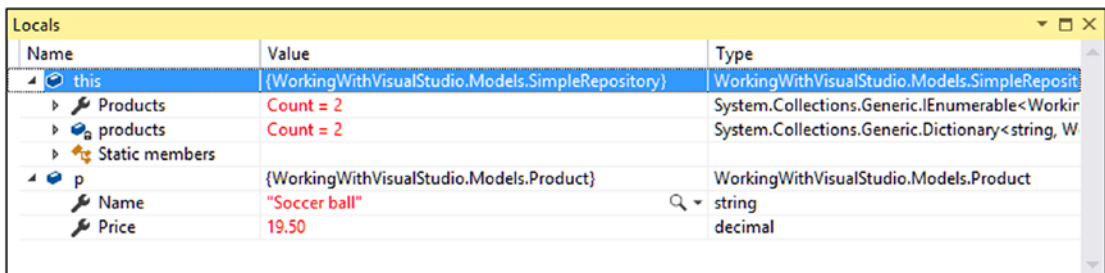 Locals
Name Value Type
this {WorkingWithVisualStudio.Models.SimpleRepository} WorkingWithVisualStudio.Models.SimpleReposit
Products Count = 2 System.Collections.Generic.IEnumerable<Workin
products Count = 2 System.Collections.Generic.Dictionary<string, W
Static members
p {WorkingWithVisualStudio.Models.Product} WorkingWithVisualStudio.Models.Product
Name "Soccer ball" string
Price 19.50 decimal